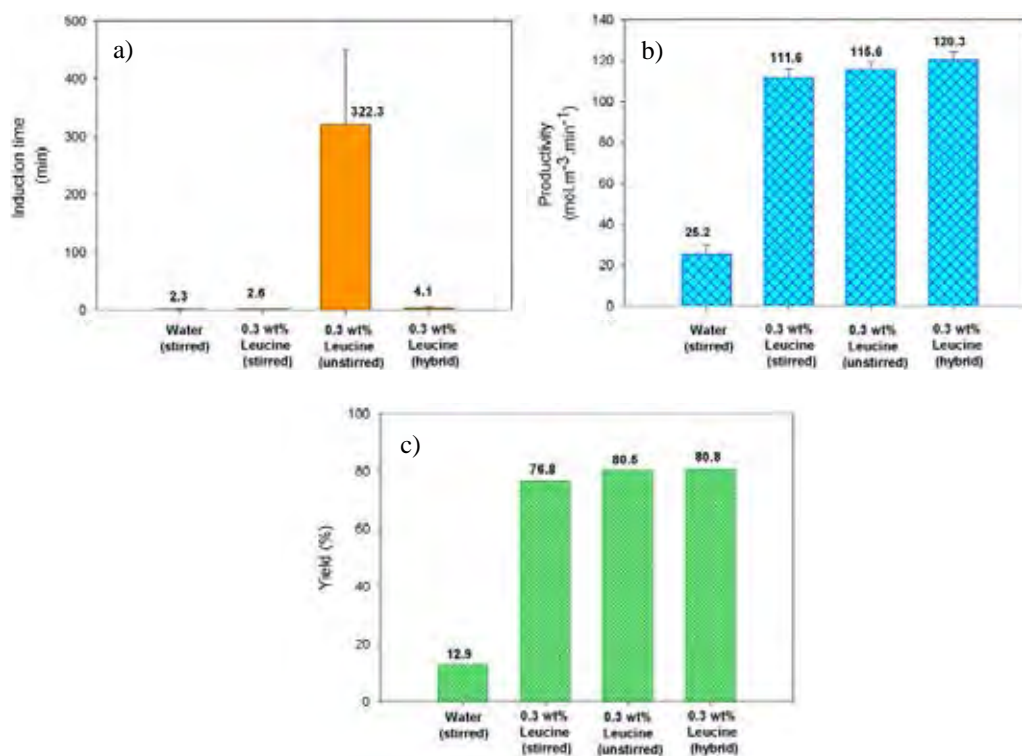 a)
500
400
300
200
100
0
Induction time
(min)
2.3
2.6
322.3
4.1
Water
(stirred)
0.3 wt%
Leucine
(stirred)
0.3 wt%
Leucine
(unstirred)
0.3 wt%
Leucine
(hybrid)
b)
140
120
100
80
60
40
20
0
Productivity
(mol.m-3.min-1)
25.2
111.6
115.6
120.3
Water
(stirred)
0.3 wt%
Leucine
(stirred)
0.3 wt%
Leucine
(unstirred)
0.3 wt%
Leucine
(hybrid)
c)
100
80
60
40
20
0
Yield (%)
12.9
76.8
80.5
80.8
Water
(stirred)
0.3 wt%
Leucine
(stirred)
0.3 wt%
Leucine
(unstirred)
0.3 wt%
Leucine
(hybrid)